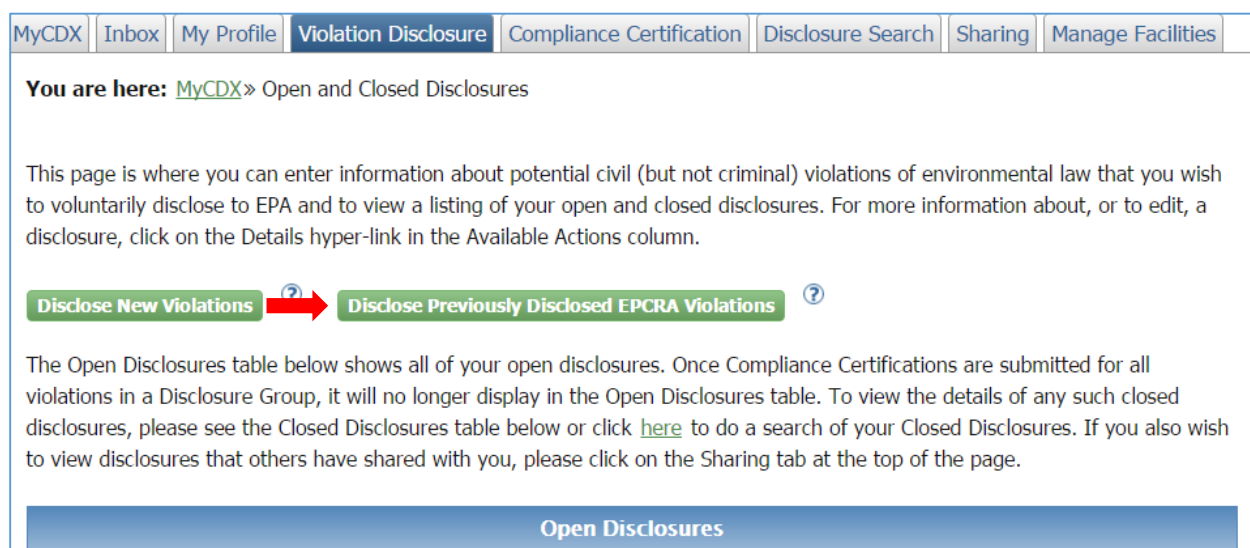 MyCDX Inbox My Profile Violation Disclosure Compliance Certification Disclosure Search Sharing Manage Facilities
You are here: MyCDX» Open and Closed Disclosures
This page is where you can enter information about potential civil (but not criminal) violations of environmental law that you wish
to voluntarily disclose to EPA and to view a listing of your open and closed disclosures. For more information about, or to edit, a
disclosure, click on the Details hyper-link in the Available Actions column.
Disclose New Violations ? Disclose Previously Disclosed EPCRA Violations ?
The Open Disclosures table below shows all of your open disclosures. Once Compliance Certifications are submitted for all
violations in a Disclosure Group, it will no longer display in the Open Disclosures table. To view the details of any such closed
disclosures, please see the Closed Disclosures table below or click here to do a search of your Closed Disclosures. If you also wish
to view disclosures that others have shared with you, please click on the Sharing tab at the top of the page.
Open Disclosures